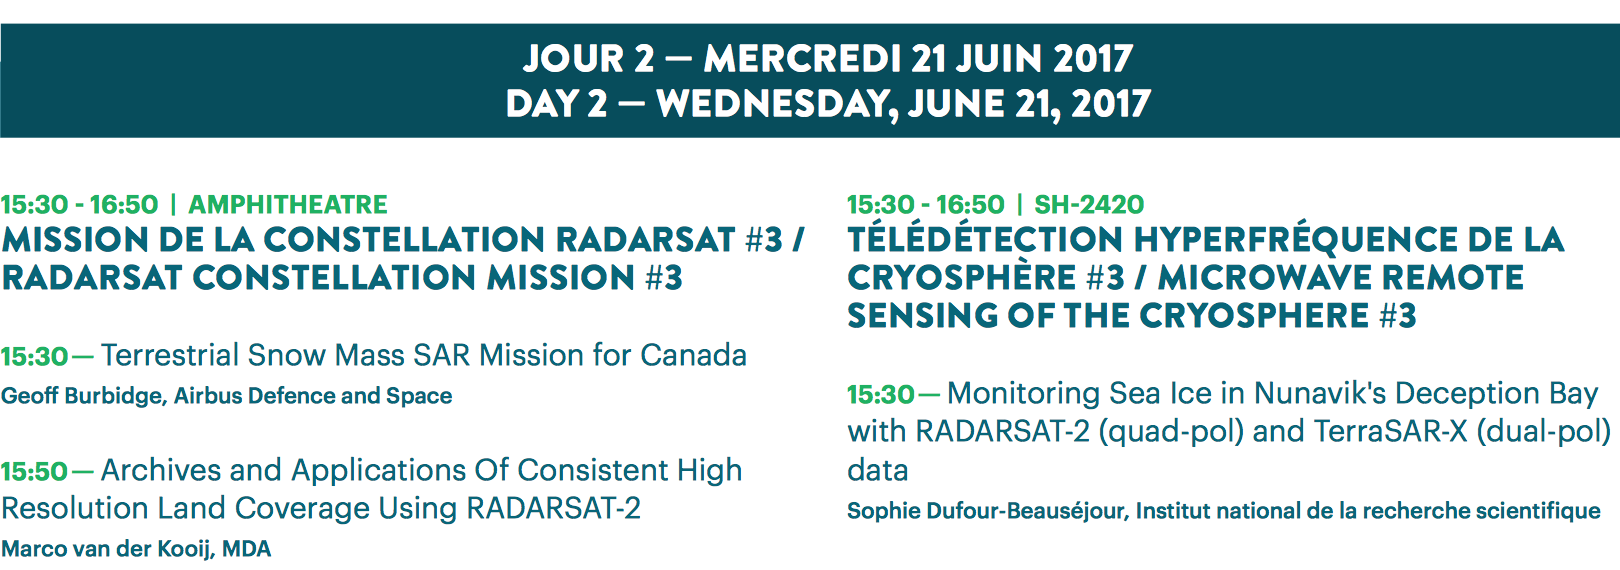 JOUR 2 — MERCREDI 21 JUIN 2017
DAY 2 — WEDNESDAY, JUNE 21, 2017
15:30 - 16:50 | AMPHITHEATRE
MISSION DE LA CONSTELLATION RADARSAT #3 /
RADARSAT CONSTELLATION MISSION #3
15:30— Terrestrial Snow Mass SAR Mission for Canada
Geoff Burbidge, Airbus Defence and Space
15:50— Archives and Applications Of Consistent High
Resolution Land Coverage Using RADARSAT-2
Marco van der Kooij, MDA
15:30 - 16:50 | SH-2420
TÉLÉDÉTECTION HYPERFRÉQUENCE DE LA
CRYOSPHÈRE #3 / MICROWAVE REMOTE
SENSING OF THE CRYOSPHERE #3
15:30— Monitoring Sea Ice in Nunavik's Deception Bay
with RADARSAT-2 (quad-pol) and TerraSAR-X (dual-pol)
data
Sophie Dufour-Beauséjour, Institut national de la recherche scientifique